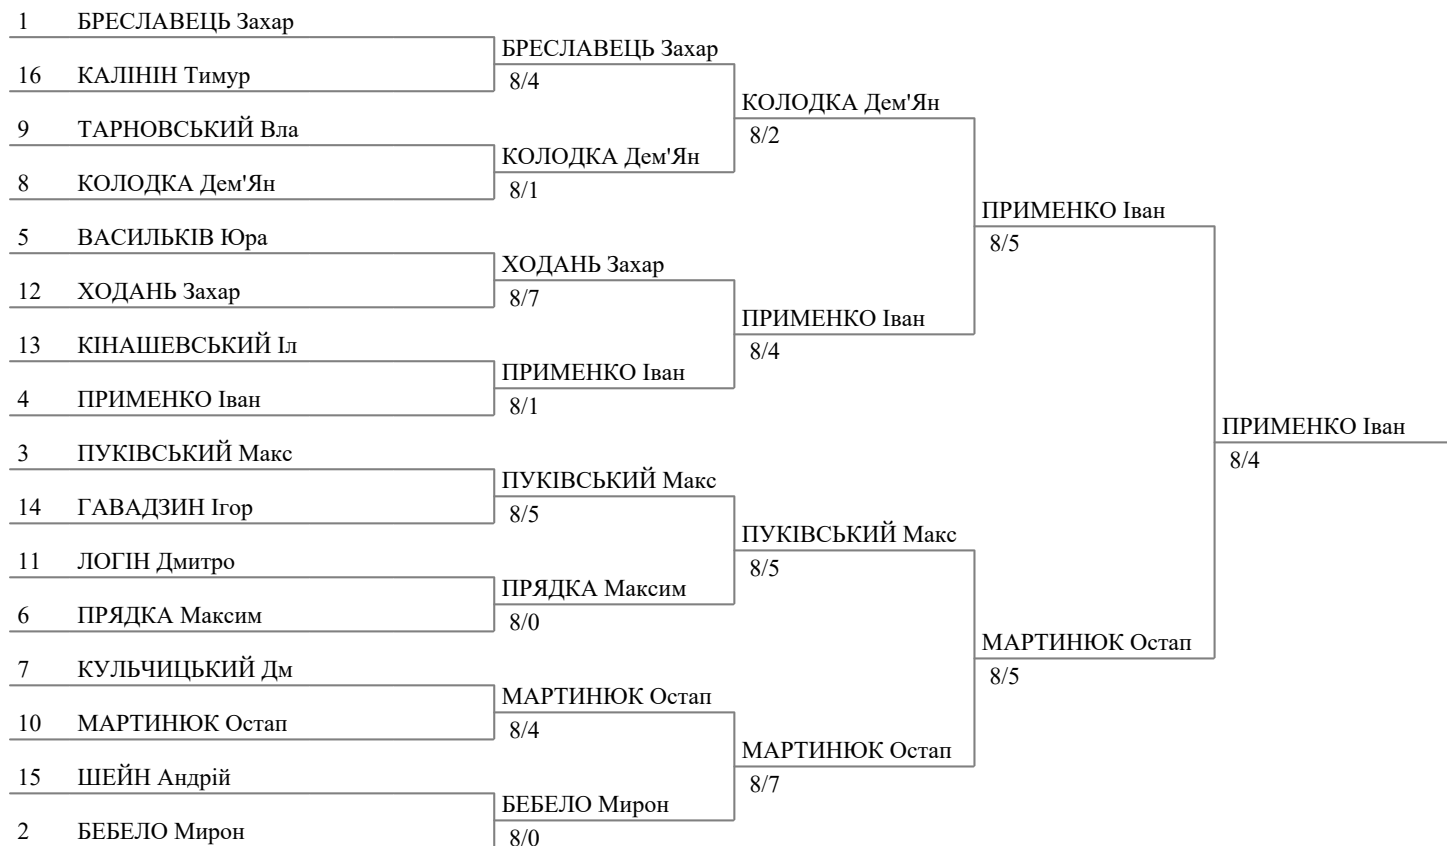 1 БРЕСЛАВЕЦЬ Захар
16 КАЛІНІН Тимур
9 ТАРНОВСЬКИЙ Вла
8 КОЛОДКА Дем'Ян
5 ВАСИЛЬКІВ Юра
12 ХОДАНЬ Захар
13 КІНАШЕВСЬКИЙ Іл
4 ПРИМЕНКО Іван
3 ПУКІВСЬКИЙ Макс
14 ГАВАДЗИН Ігор
11 ЛОГІН Дмитро
6 ПРЯДКА Максим
7 КУЛЬЧИЦЬКИЙ Дм
10 МАРТИНЮК Остап
15 ШЕЙН Андрій
2 БЕБЕЛО Мирон
БРЕСЛАВЕЦЬ Захар
8/4
КОЛОДКА Дем'Ян
8/1
ХОДАНЬ Захар
8/7
ПРИМЕНКО Іван
8/1
ПУКІВСЬКИЙ Макс
8/5
ПРЯДКА Максим
8/0
МАРТИНЮК Остап
8/4
БЕБЕЛО Мирон
8/0
КОЛОДКА Дем'Ян
8/2
ПРИМЕНКО Іван
8/4
ПУКІВСЬКИЙ Макс
8/5
МАРТИНЮК Остап
8/7
ПРИМЕНКО Іван
8/5
МАРТИНЮК Остап
8/5
ПРИМЕНКО Іван
8/4